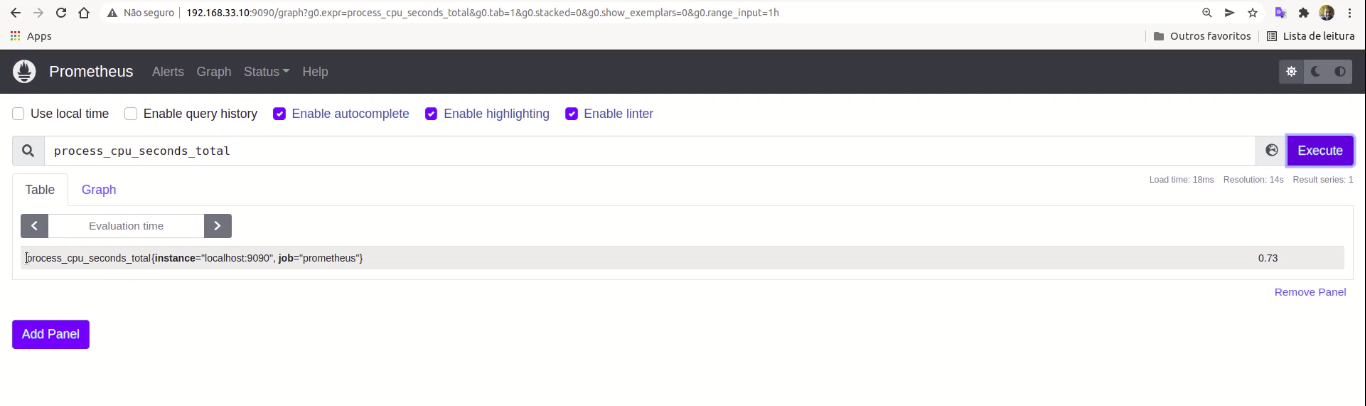 Não seguro 192.168.33.10:9090/graph?g0.expr=process_cpu_seconds_total&g0.tab=1&g0.stacked=0&g0.show_exemplars=0&g0.range_input=1h
Apps Outros favoritos Lista de leitura
Prometheus Alerts Graph Status Help
Use local time Enable query history Enable autocomplete Enable highlighting Enable linter
process_cpu_seconds_total Execute
Table Graph Load time: 18ms Resolution: 14s Result series: 1
Evaluation time
process_cpu_seconds_total{instance="localhost:9090", job="prometheus"} 0.73
Remove Panel
Add Panel